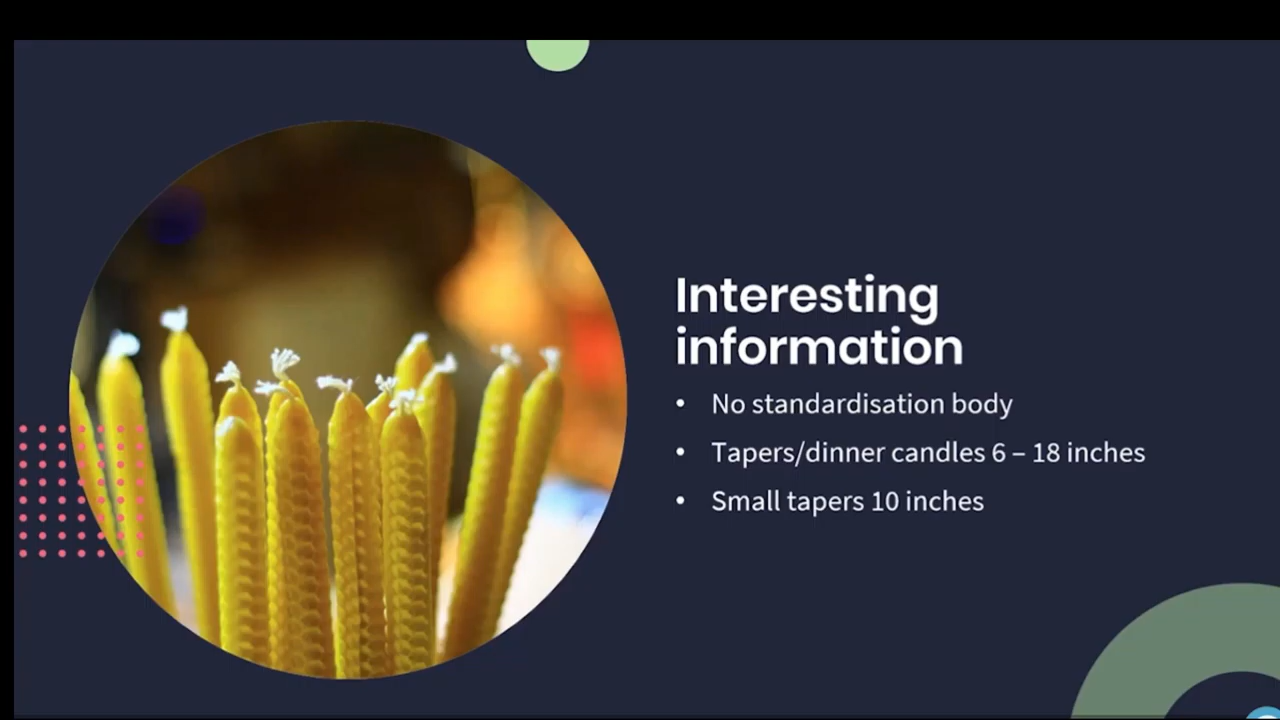 Interesting
information
• No standardisation body
• Tapers/dinner candles 6 – 18 inches
• Small tapers 10 inches